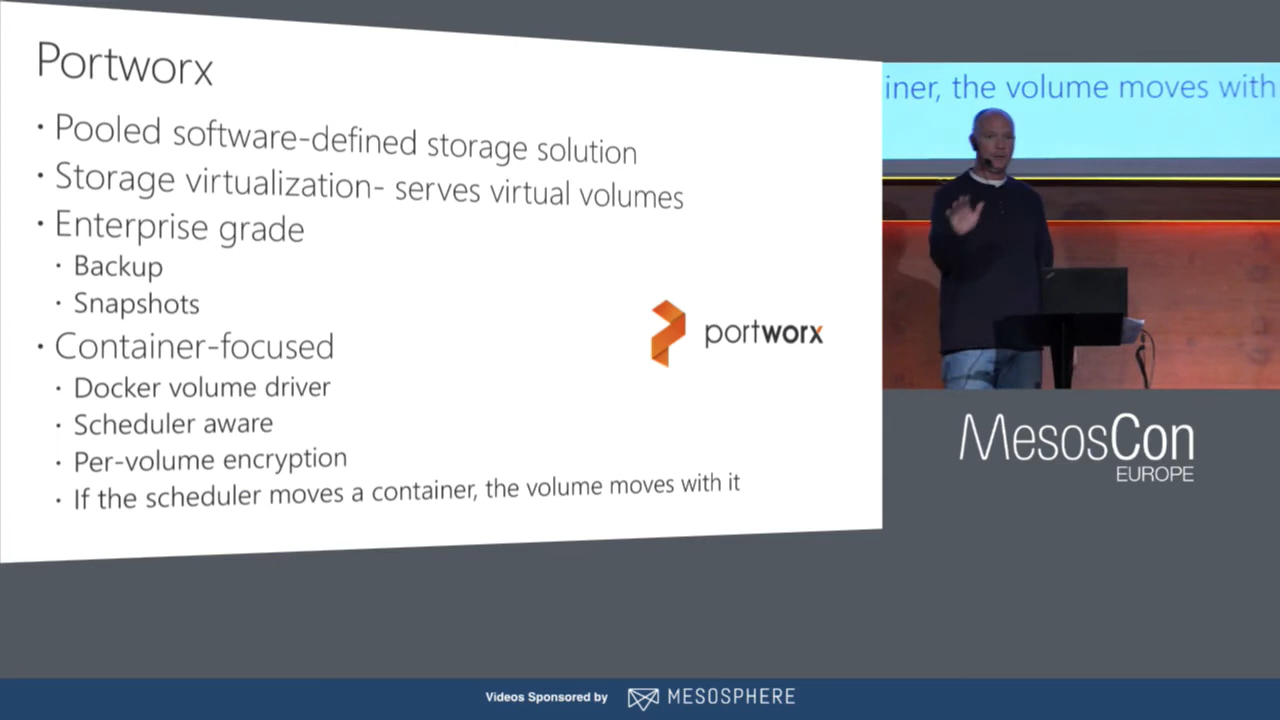 Portworx
· Pooled software-defined storage solution
· Storage virtualization- serves virtual volumes
· Enterprise grade
· Backup
· Snapshots
· Container-focused
· Docker volume driver
· Scheduler aware
· Per-volume encryption
· If the scheduler moves a container, the volume moves with it
portworx
iner, the volume moves with
MesosCon
EUROPE
Videos Sponsored by MESOSPHERE